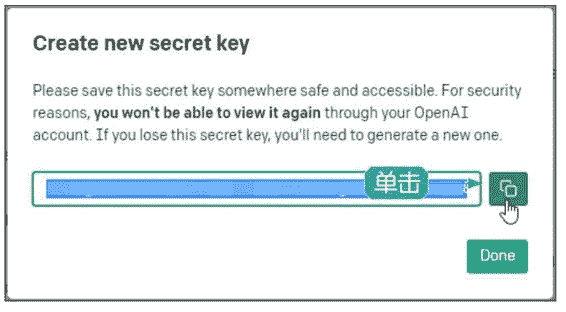 Create new secret key
Please save this secret key somewhere safe and accessible. For security
reasons, you won't be able to view it again through your OpenAI
account. If you lose this secret key, you'll need to generate a new one.
单击
Done